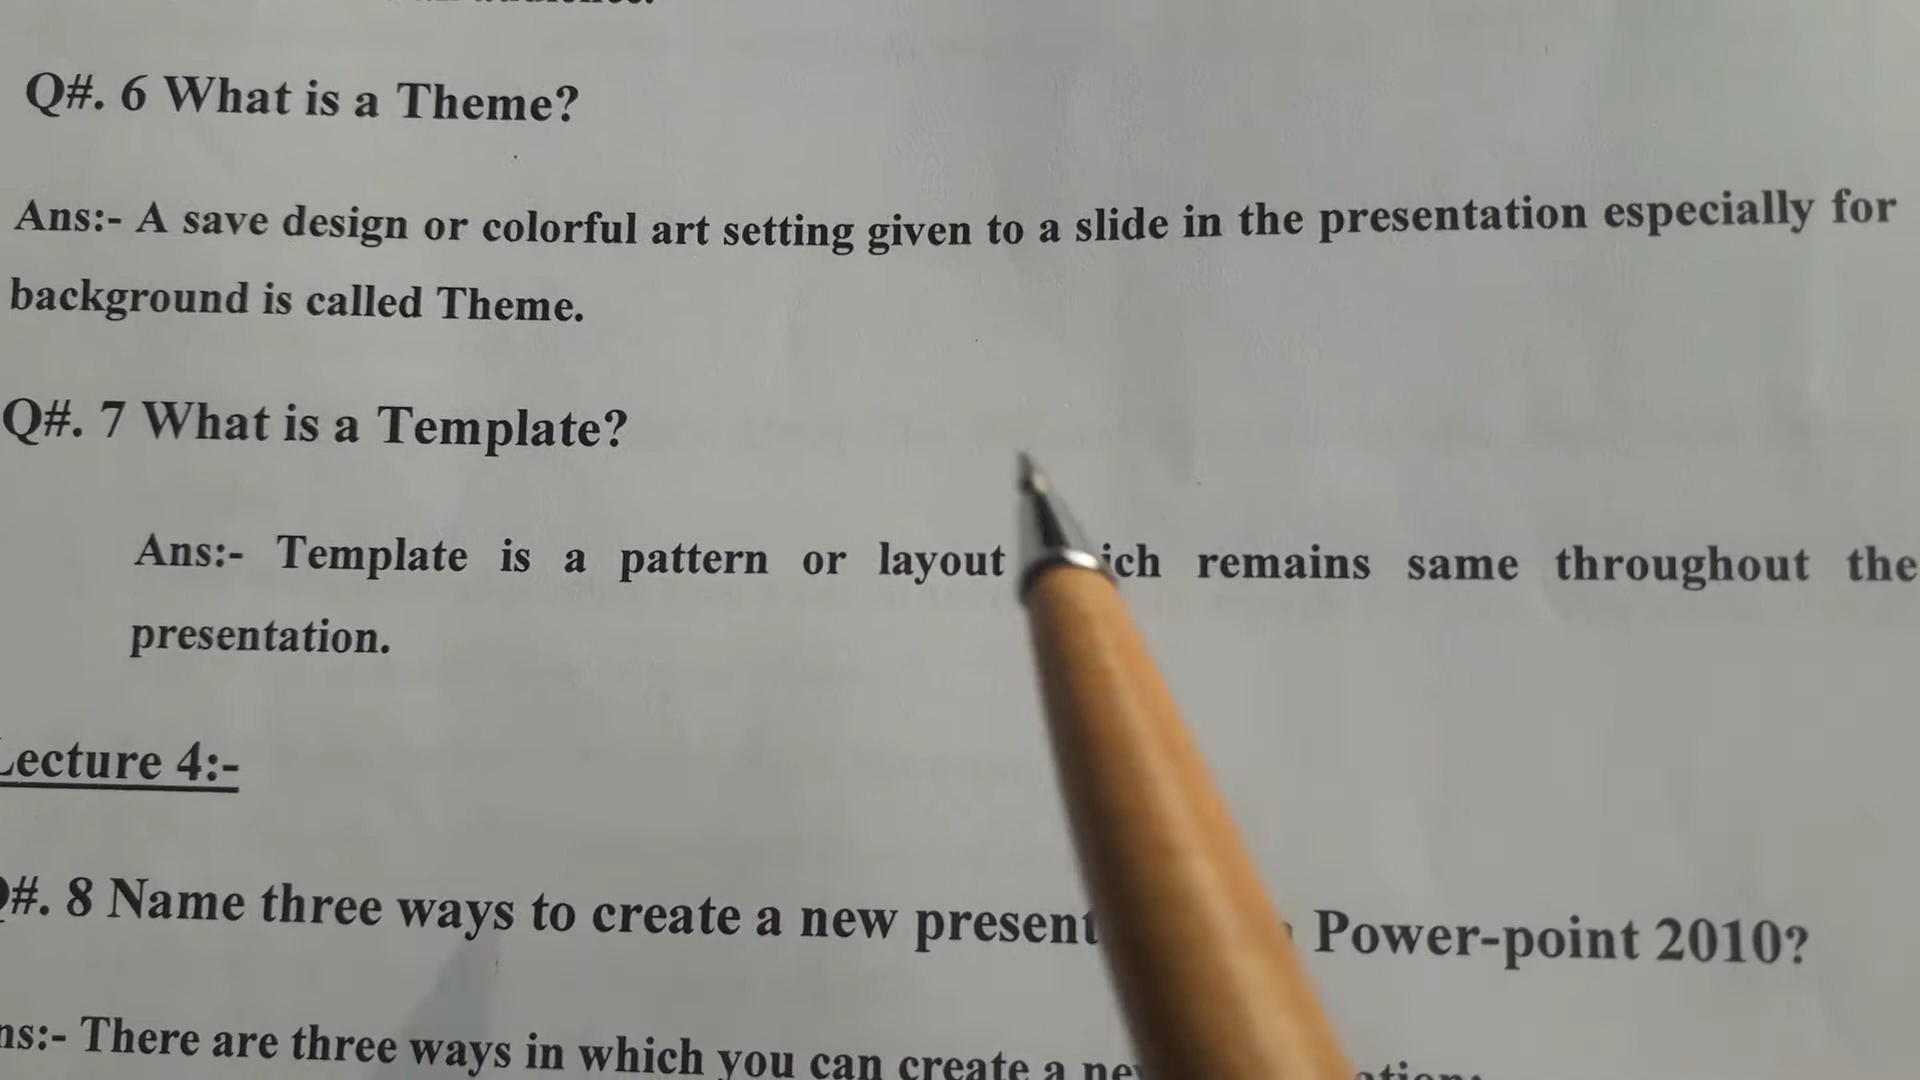 Q#. 6 What is a Theme?
Ans:- A save design or colorful art setting given to a slide in the presentation especially for
background is called Theme.
Q#. 7 What is a Template?
Ans:- Template is a pattern or layout ich remains same throughout the
presentation.
Lecture 4:-
Q#. 8 Name three ways to create a new present Power-point 2010?
ns:- There are three ways in which you can create a ne ation: